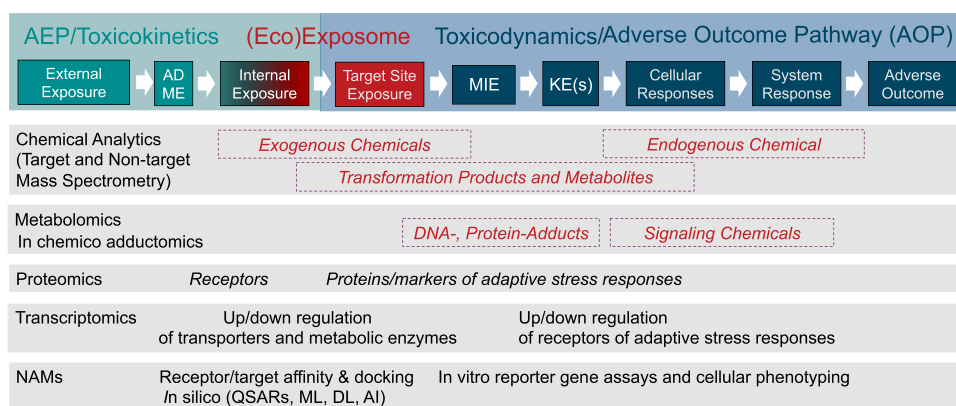 AEP/Toxicokinetics (Eco)Exposome Toxicodynamics/Adverse Outcome Pathway (AOP)
External Exposure
AD ME
Internal Exposure
Target Site Exposure
MIE
KE(s)
Cellular Responses
System Response
Adverse Outcome
Chemical Analytics
(Target and Non-target
Mass Spectrometry)
Exogenous Chemicals
Endogenous Chemical
Transformation Products and Metabolites
Metabolomics
In chemico adductomics
DNA-, Protein-Adducts
Signaling Chemicals
Proteomics
Receptors
Proteins/markers of adaptive stress responses
Transcriptomics
Up/down regulation
of transporters and metabolic enzymes
Up/down regulation
of receptors of adaptive stress responses
NAMs
Receptor/target affinity & docking
In silico (QSARs, ML, DL, AI)
In vitro reporter gene assays and cellular phenotyping